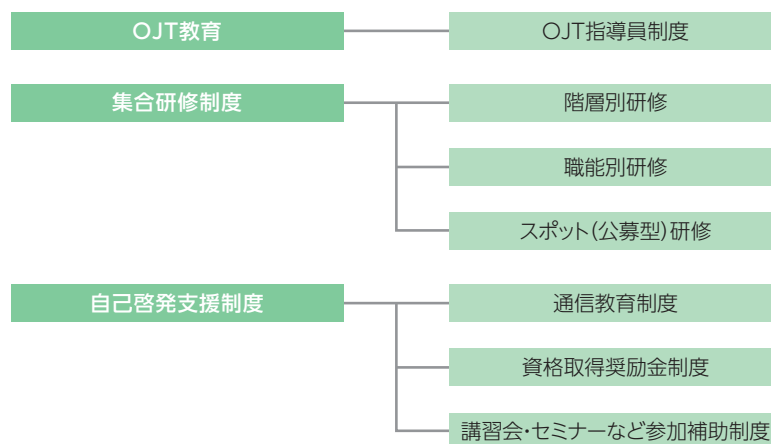 OJT教育
OJT指導員制度
集合研修制度
階層別研修
職能別研修
スポット(公募型)研修
自己啓発支援制度
通信教育制度
資格取得奨励金制度
講習会・セミナーなど参加補助制度